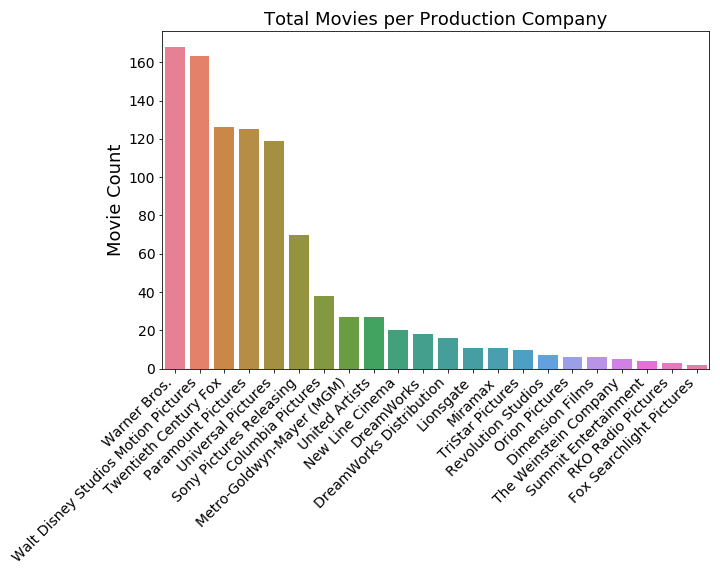 Total Movies per Production Company
Movie Count
160
140
120
100
80
60
40
20
0
Warner Bros.
Walt Disney Studios Motion Pictures
Twentieth Century Fox
Paramount Pictures
Universal Pictures
Sony Pictures Releasing
Columbia Pictures
Metro-Goldwyn-Mayer (MGM)
United Artists
New Line Cinema
DreamWorks
DreamWorks Distribution
Lionsgate
Miramax
TriStar Pictures
Revolution Studios
Orion Pictures
Dimension Films
The Weinstein Company
Summit Entertainment
RKO Radio Pictures
Fox Searchlight Pictures